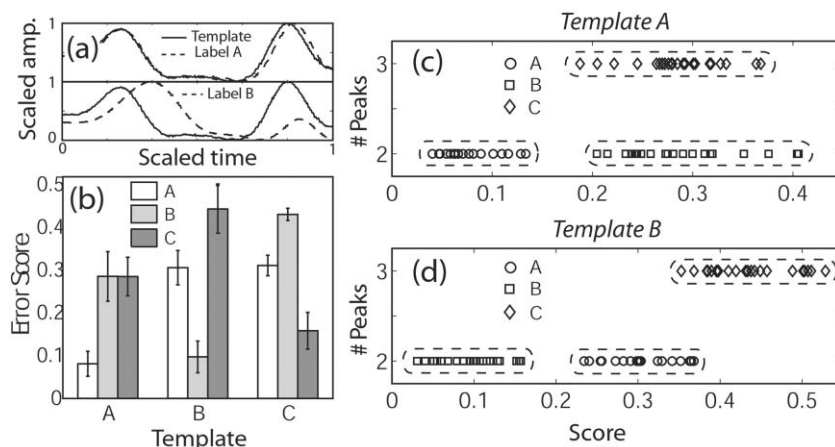 (a)
Scaled amp.
1
1
0
Template
Label A
Label B
0
1
Scaled time
(b)
Error Score
0.5
0.4
0.3
0.2
0.1
0
A
B
C
A
B
C
Template
Template A
(c)
# Peaks
3
2
A
B
C
0
0.1
0.2
0.3
0.4
Template B
(d)
# Peaks
3
2
A
B
C
0
0.1
0.2
0.3
0.4
0.5
Score